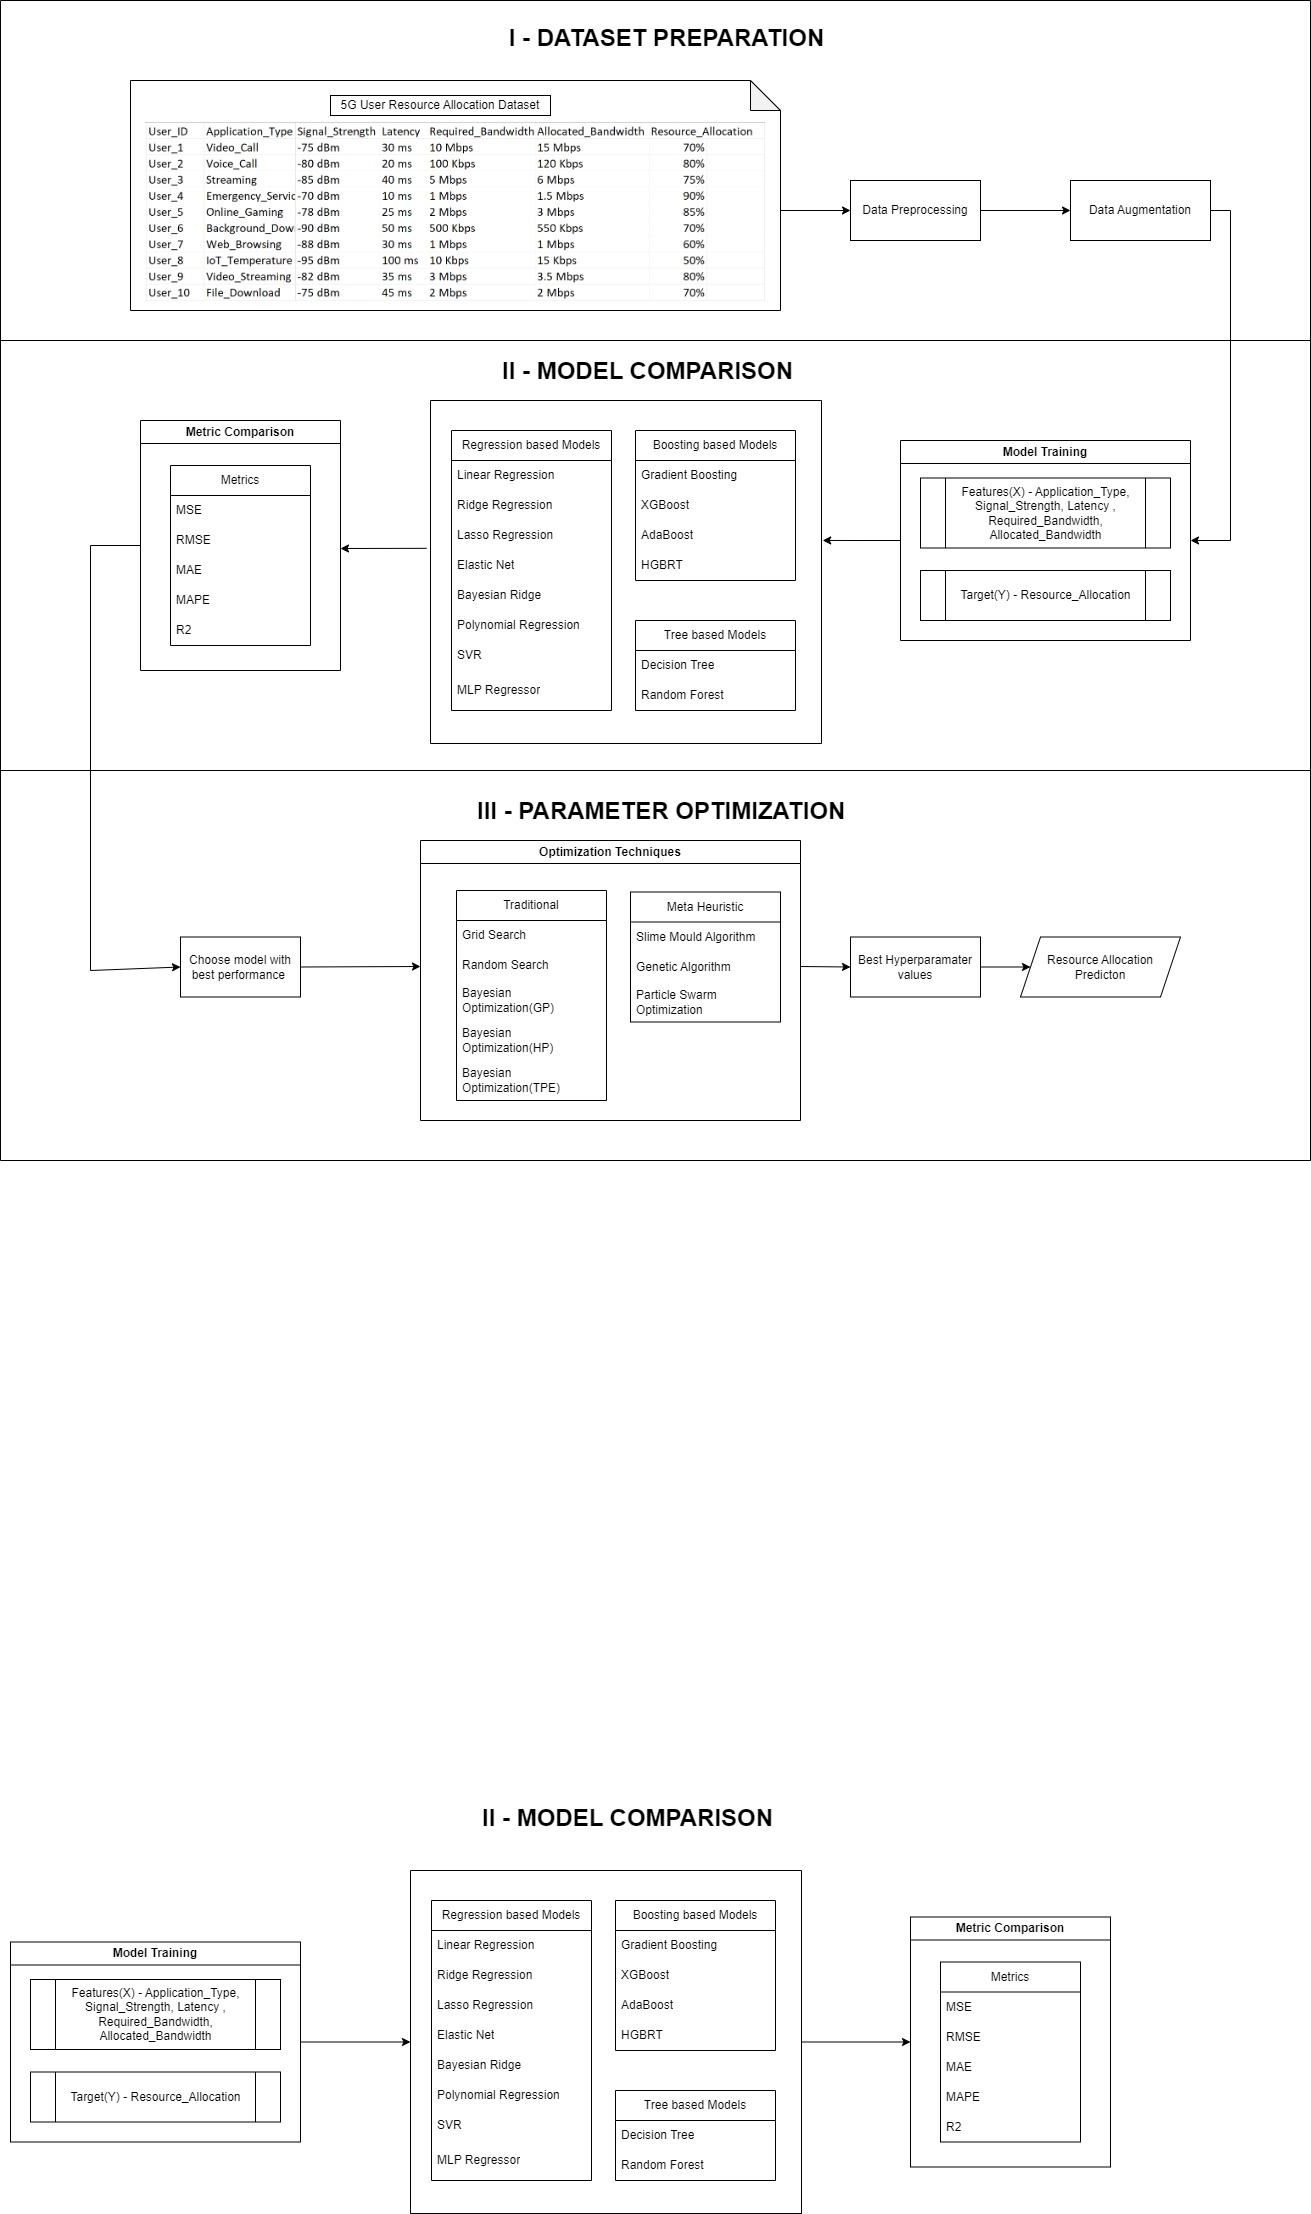 I - DATASET PREPARATION
5G User Resource Allocation Dataset
User_ID Application_Type Signal_Strength Latency Required_Bandwidth Allocated_Bandwidth Resource_Allocation
User_1 Video_Call -75 dBm 30 ms 10 Mbps 15 Mbps 70%
User_2 Voice_Call -80 dBm 20 ms 100 Kbps 120 Kbps 80%
User_3 Streaming -85 dBm 40 ms 5 Mbps 6 Mbps 75%
User_4 Emergency_Servic -70 dBm 10 ms 1 Mbps 1.5 Mbps 90%
User_5 Online_Gaming -78 dBm 25 ms 2 Mbps 3 Mbps 85%
User_6 Background_Dow -90 dBm 50 ms 500 Kbps 550 Kbps 70%
User_7 Web_Browsing -88 dBm 30 ms 1 Mbps 1 Mbps 60%
User_8 IoT_Temperature -95 dBm 100 ms 10 Kbps 15 Kbps 50%
User_9 Video_Streaming -82 dBm 35 ms 3 Mbps 3.5 Mbps 80%
User_10 File_Download -75 dBm 45 ms 2 Mbps 2 Mbps 70%
Data Preprocessing
Data Augmentation
II - MODEL COMPARISON
Model Training
Features(X) - Application_Type,
Signal_Strength, Latency ,
Required_Bandwidth,
Allocated_Bandwidth
Target(Y) - Resource_Allocation
Regression based Models
Linear Regression
Ridge Regression
Lasso Regression
Elastic Net
Bayesian Ridge
Polynomial Regression
SVR
MLP Regressor
Boosting based Models
Gradient Boosting
XGBoost
AdaBoost
HGBRT
Tree based Models
Decision Tree
Random Forest
Metric Comparison
Metrics
MSE
RMSE
MAE
MAPE
R2
III - PARAMETER OPTIMIZATION
Choose model with
best performance
Optimization Techniques
Traditional
Grid Search
Random Search
Bayesian
Optimization(GP)
Bayesian
Optimization(HP)
Bayesian
Optimization(TPE)
Meta Heuristic
Slime Mould Algorithm
Genetic Algorithm
Particle Swarm
Optimization
Best Hyperparamater
values
Resource Allocation
Predicton
II - MODEL COMPARISON
Model Training
Features(X) - Application_Type,
Signal_Strength, Latency ,
Required_Bandwidth,
Allocated_Bandwidth
Target(Y) - Resource_Allocation
Regression based Models
Linear Regression
Ridge Regression
Lasso Regression
Elastic Net
Bayesian Ridge
Polynomial Regression
SVR
MLP Regressor
Boosting based Models
Gradient Boosting
XGBoost
AdaBoost
HGBRT
Tree based Models
Decision Tree
Random Forest
Metric Comparison
Metrics
MSE
RMSE
MAE
MAPE
R2